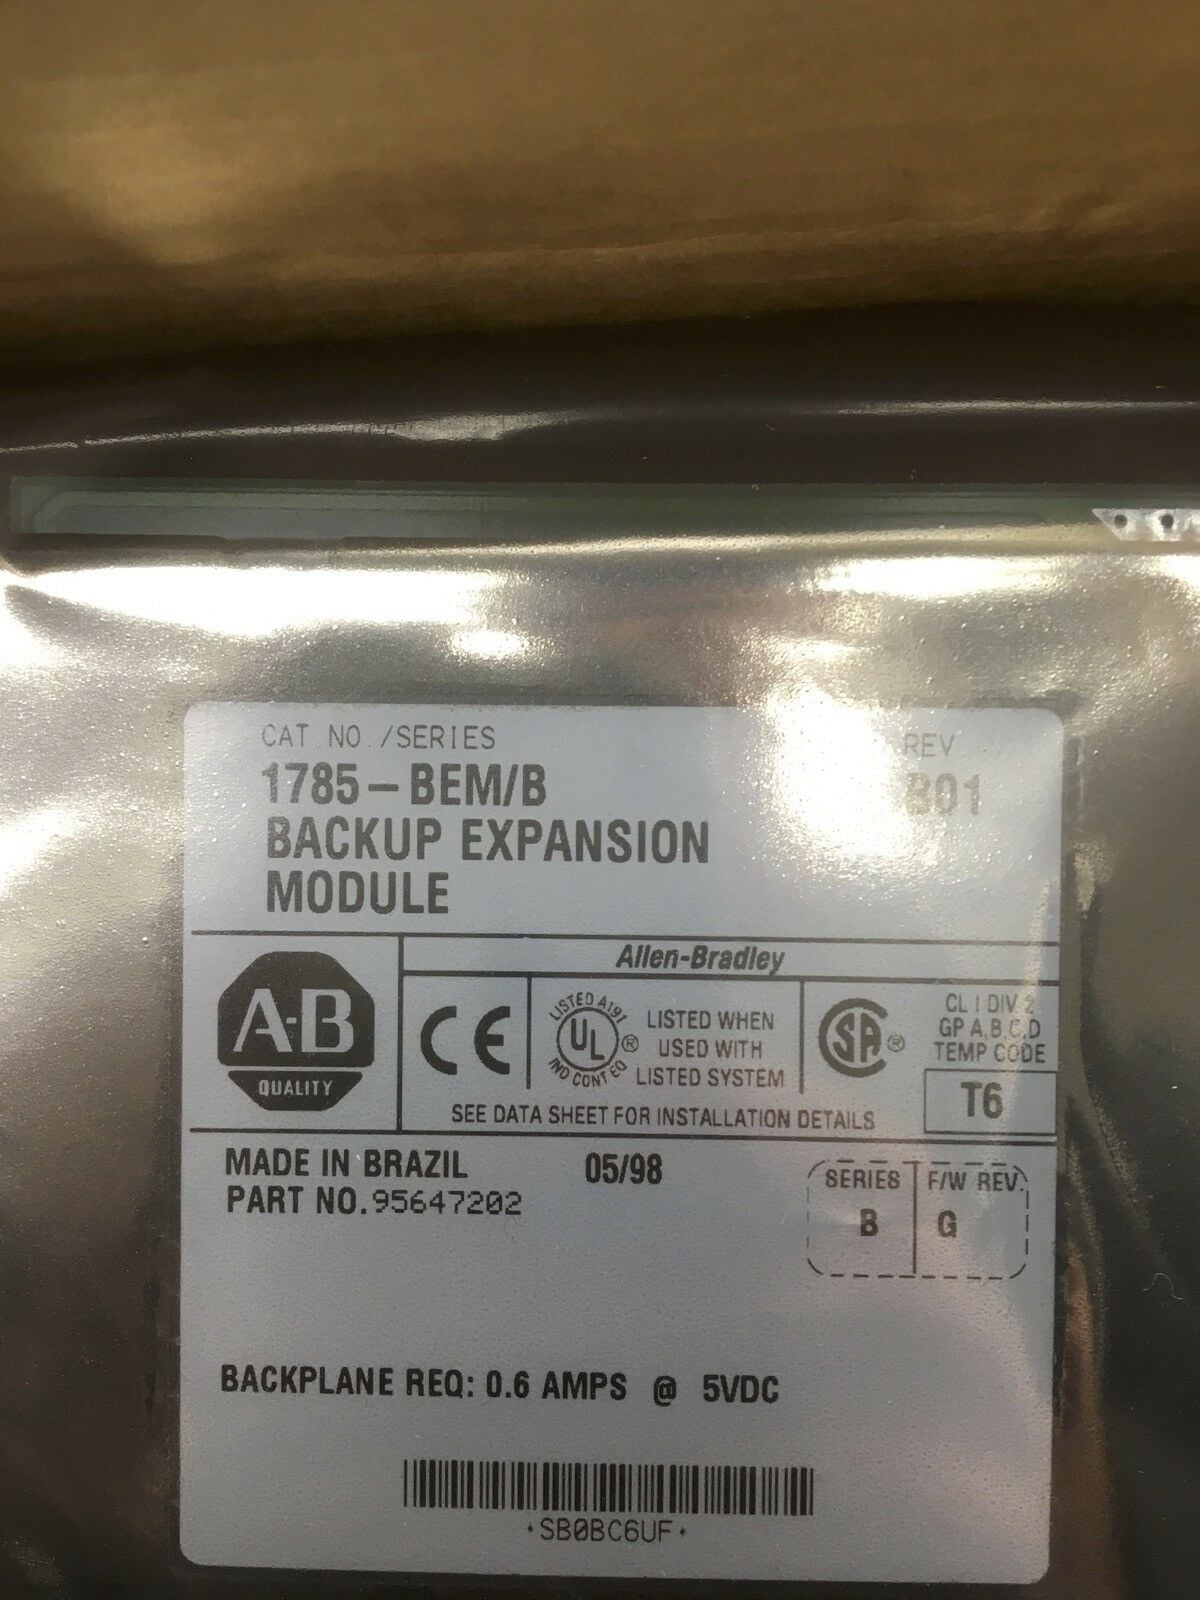 CAT NO./SERIES
REV
1785-BEM/B
B01
BACKUP EXPANSION
MODULE
Allen-Bradley
A-B
QUALITY
CE
LISTED A191
UL
®
IND CONT EQ
LISTED WHEN
USED WITH
LISTED SYSTEM
SA
®
CL I DIV 2
GP A,B,C,D
TEMP CODE
T6
SEE DATA SHEET FOR INSTALLATION DETAILS
MADE IN BRAZIL 05/98
PART NO.95647202
SERIES
B
F/W REV.
G
BACKPLANE REQ: 0.6 AMPS @ 5VDC
*SB0BC6UF*